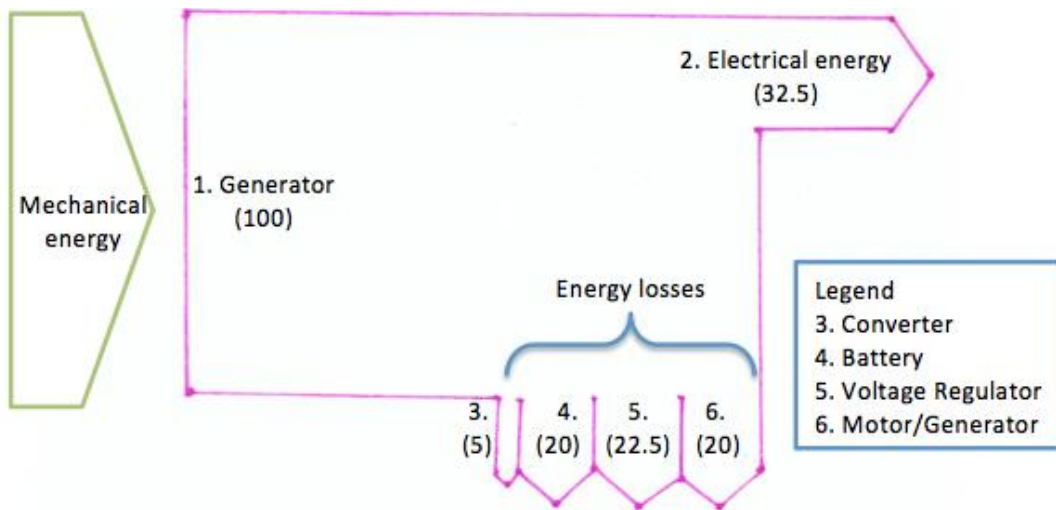 2. Electrical energy
(32.5)
1. Generator
(100)
Mechanical
energy
Energy losses
3.
(5)
4.
(20)
5.
(22.5)
6.
(20)
Legend
3. Converter
4. Battery
5. Voltage Regulator
6. Motor/Generator